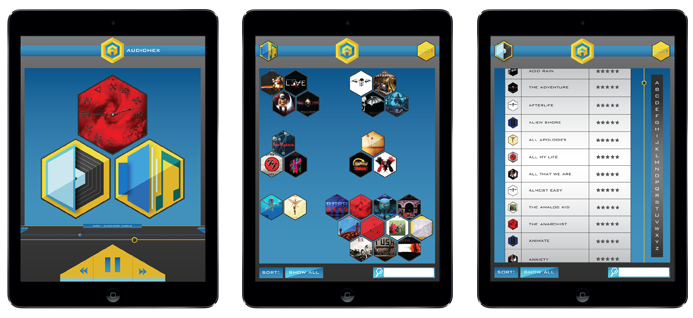 AUDIOHEX
SORT:
SHOW ALL
ACID RAIN
THE ADVENTURE
AFTERLIFE
ALIEN SHORE
ALL APOLOGIES
ALL MY LIFE
ALL THAT WE ARE
ALMOST EASY
THE ANALOG KID
THE ANARCHIST
ANIMATE
ANXIETY
A
B
C
D
E
F
G
H
I
J
K
L
M
N
O
P
Q
R
S
T
U
V
W
X
Y
Z
SORT:
SHOW ALL